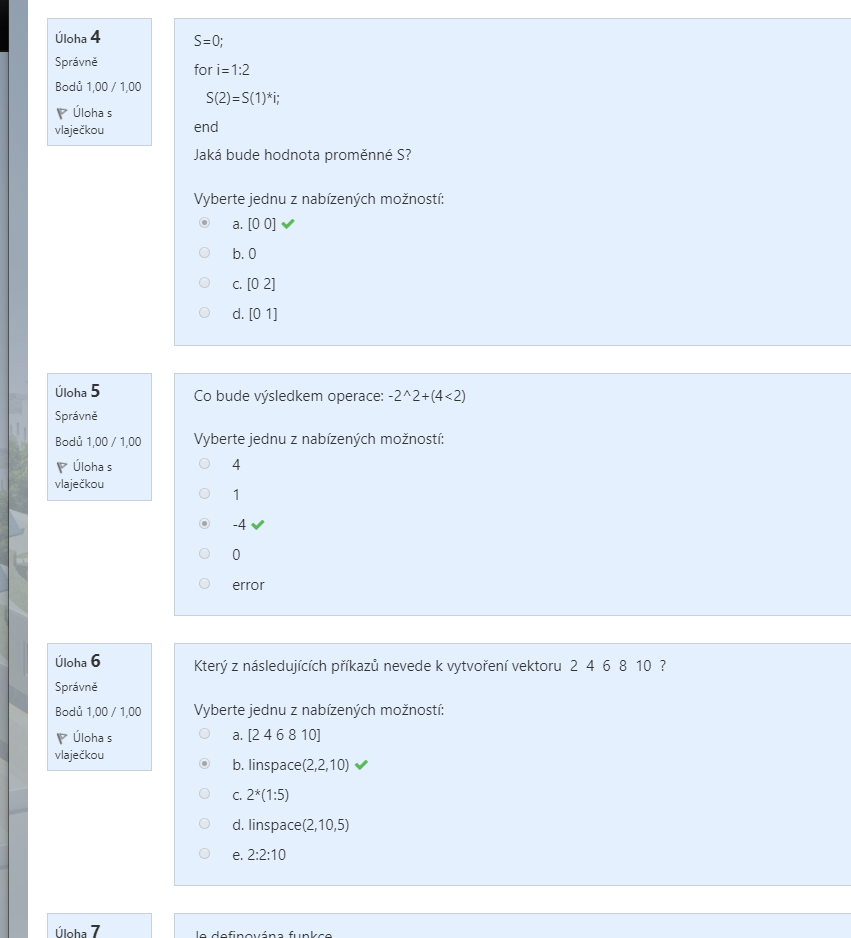 Úloha 4
Správně
Bodů 1,00 / 1,00
Úloha s
vlaječkou
S=0;
for i=1:2
S(2)=S(1)*i;
end
Jaká bude hodnota proměnné S?
Vyberte jednu z nabízených možností:
a. [0 0]
b. 0
c. [0 2]
d. [0 1]
Úloha 5
Správně
Bodů 1,00 / 1,00
Úloha s
vlaječkou
Co bude výsledkem operace: -2^2+(4<2)
Vyberte jednu z nabízených možností:
4
1
-4
0
error
Úloha 6
Správně
Bodů 1,00 / 1,00
Úloha s
vlaječkou
Který z následujících příkazů nevede k vytvoření vektoru 2 4 6 8 10 ?
Vyberte jednu z nabízených možností:
a. [2 4 6 8 10]
b. linspace(2,2,10)
c. 2*(1:5)
d. linspace(2,10,5)
e. 2:2:10
Úloha 7
Je definována funkce